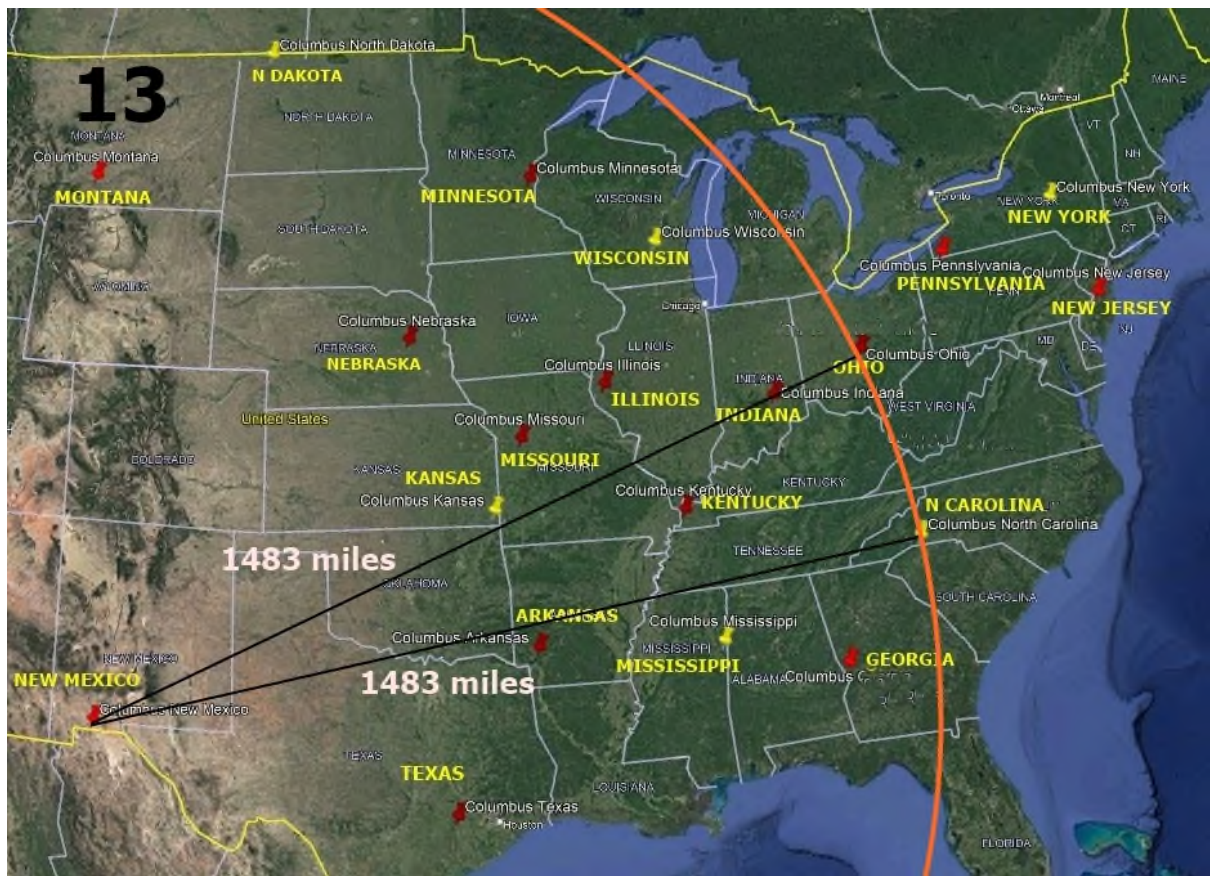 Columbus North Dakota
N DAKOTA
13
MAINE
Montreal
Ottawa
NORTH DAKOTA
VT
MONTANA
Columbus Montana
MONTANA
MINNESOTA
Columbus Minnesota
MINNESOTA
NH
WISCONSIN
Columbus Wisconsin
WISCONSIN
MICHIGAN
Toronto
Columbus New York
NEW YORK
NEW YORK
MA
RI
CT
SOUTH DAKOTA
Columbus Pennslyvania
PENNSYLVANIA
PENN
Columbus New Jersey
NEW JERSEY
NJ
WYOMING
Chicago
Columbus Nebraska
NEBRASKA
NEBRASKA
IOWA
ILLINOIS
Columbus Illinois
ILLINOIS
MD
DE
Columbus Ohio
OHIO
INDIANA
Columbus Indiana
INDIANA
WEST VIRGINIA
United States
Columbus Missouri
MISSOURI
MISSOURI
COLORADO
KANSAS
KANSAS
Columbus Kansas
KENTUCKY
Columbus Kentucky
KENTUCKY
N CAROLINA
Columbus North Carolina
1483 miles
TENNESSEE
OKLAHOMA
SOUTH CAROLINA
ARKANSAS
Columbus Arkansas
Columbus Mississippi
MISSISSIPPI
MISSISSIPPI
ALABAMA
Columbus
GEORGIA
NEW MEXICO
NEW MEXICO
1483 miles
Columbus New Mexico
TEXAS
TEXAS
LOUISIANA
Columbus Texas
Houston
FLORIDA